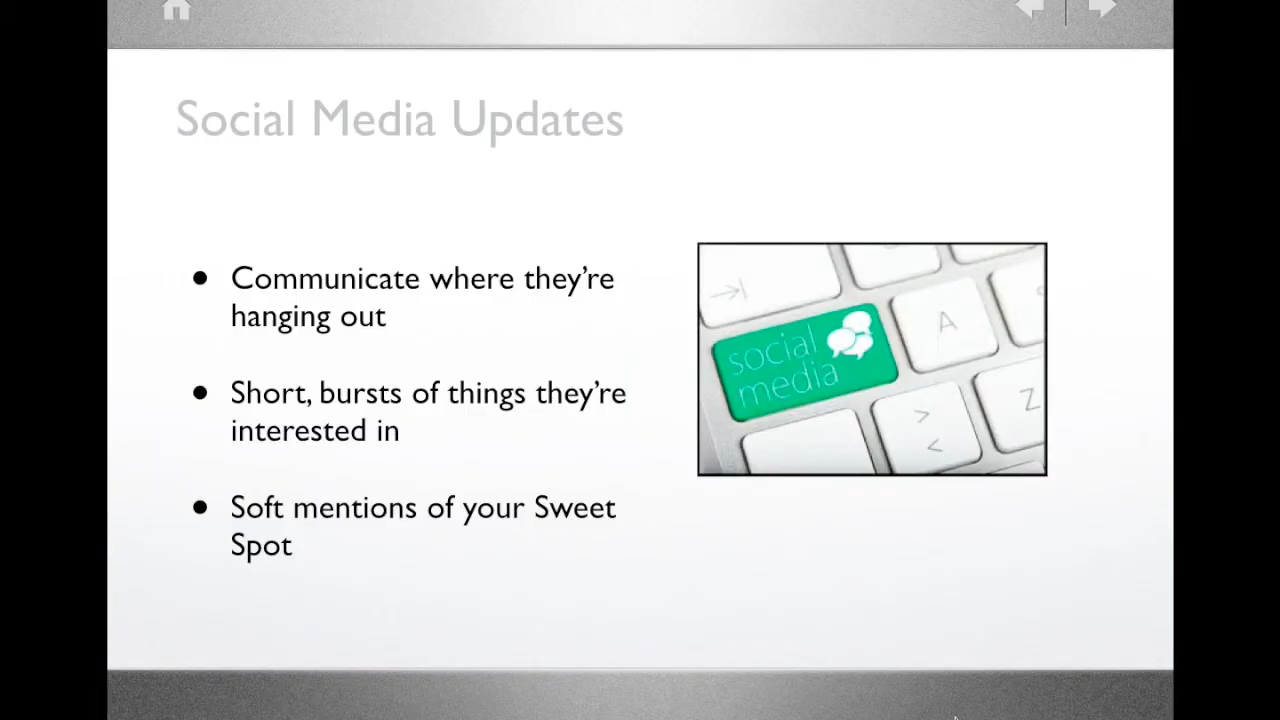 Social Media Updates
• Communicate where they're
hanging out
• Short, bursts of things they're
interested in
• Soft mentions of your Sweet
Spot
social
media
A
>
<
Z